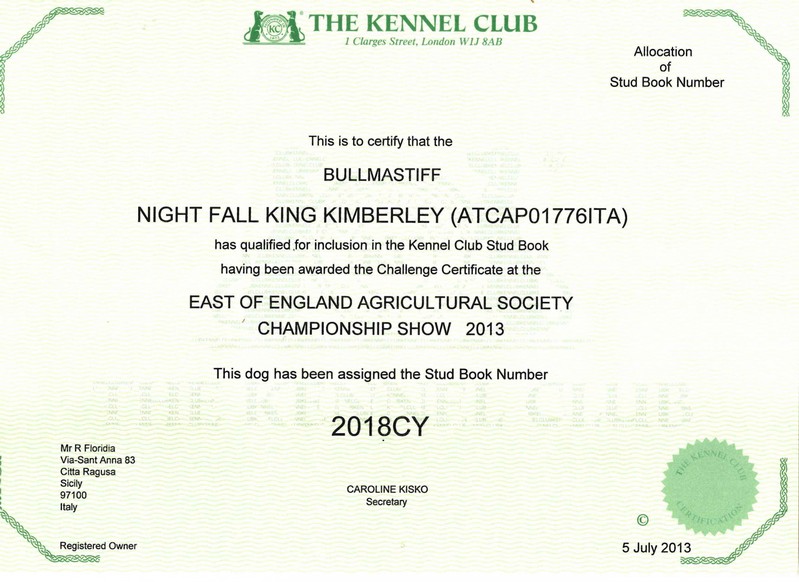 KC
THE KENNEL CLUB
1 Clarges Street, London W1J 8AB
Allocation
of
Stud Book Number
This is to certify that the
BULLMASTIFF
NIGHT FALL KING KIMBERLEY (ATCAP01776ITA)
has qualified for inclusion in the Kennel Club Stud Book
having been awarded the Challenge Certificate at the
EAST OF ENGLAND AGRICULTURAL SOCIETY
CHAMPIONSHIP SHOW 2013
This dog has been assigned the Stud Book Number
THE KENNEL CLUB
2018CY
Mr R Floridia
Via-Sant Anna 83
Citta Ragusa
Sicily
97100
Italy
Registered Owner
CAROLINE KISKO
Secretary
THE KENNEL CLUB
CERTIFICATION
©
5 July 2013